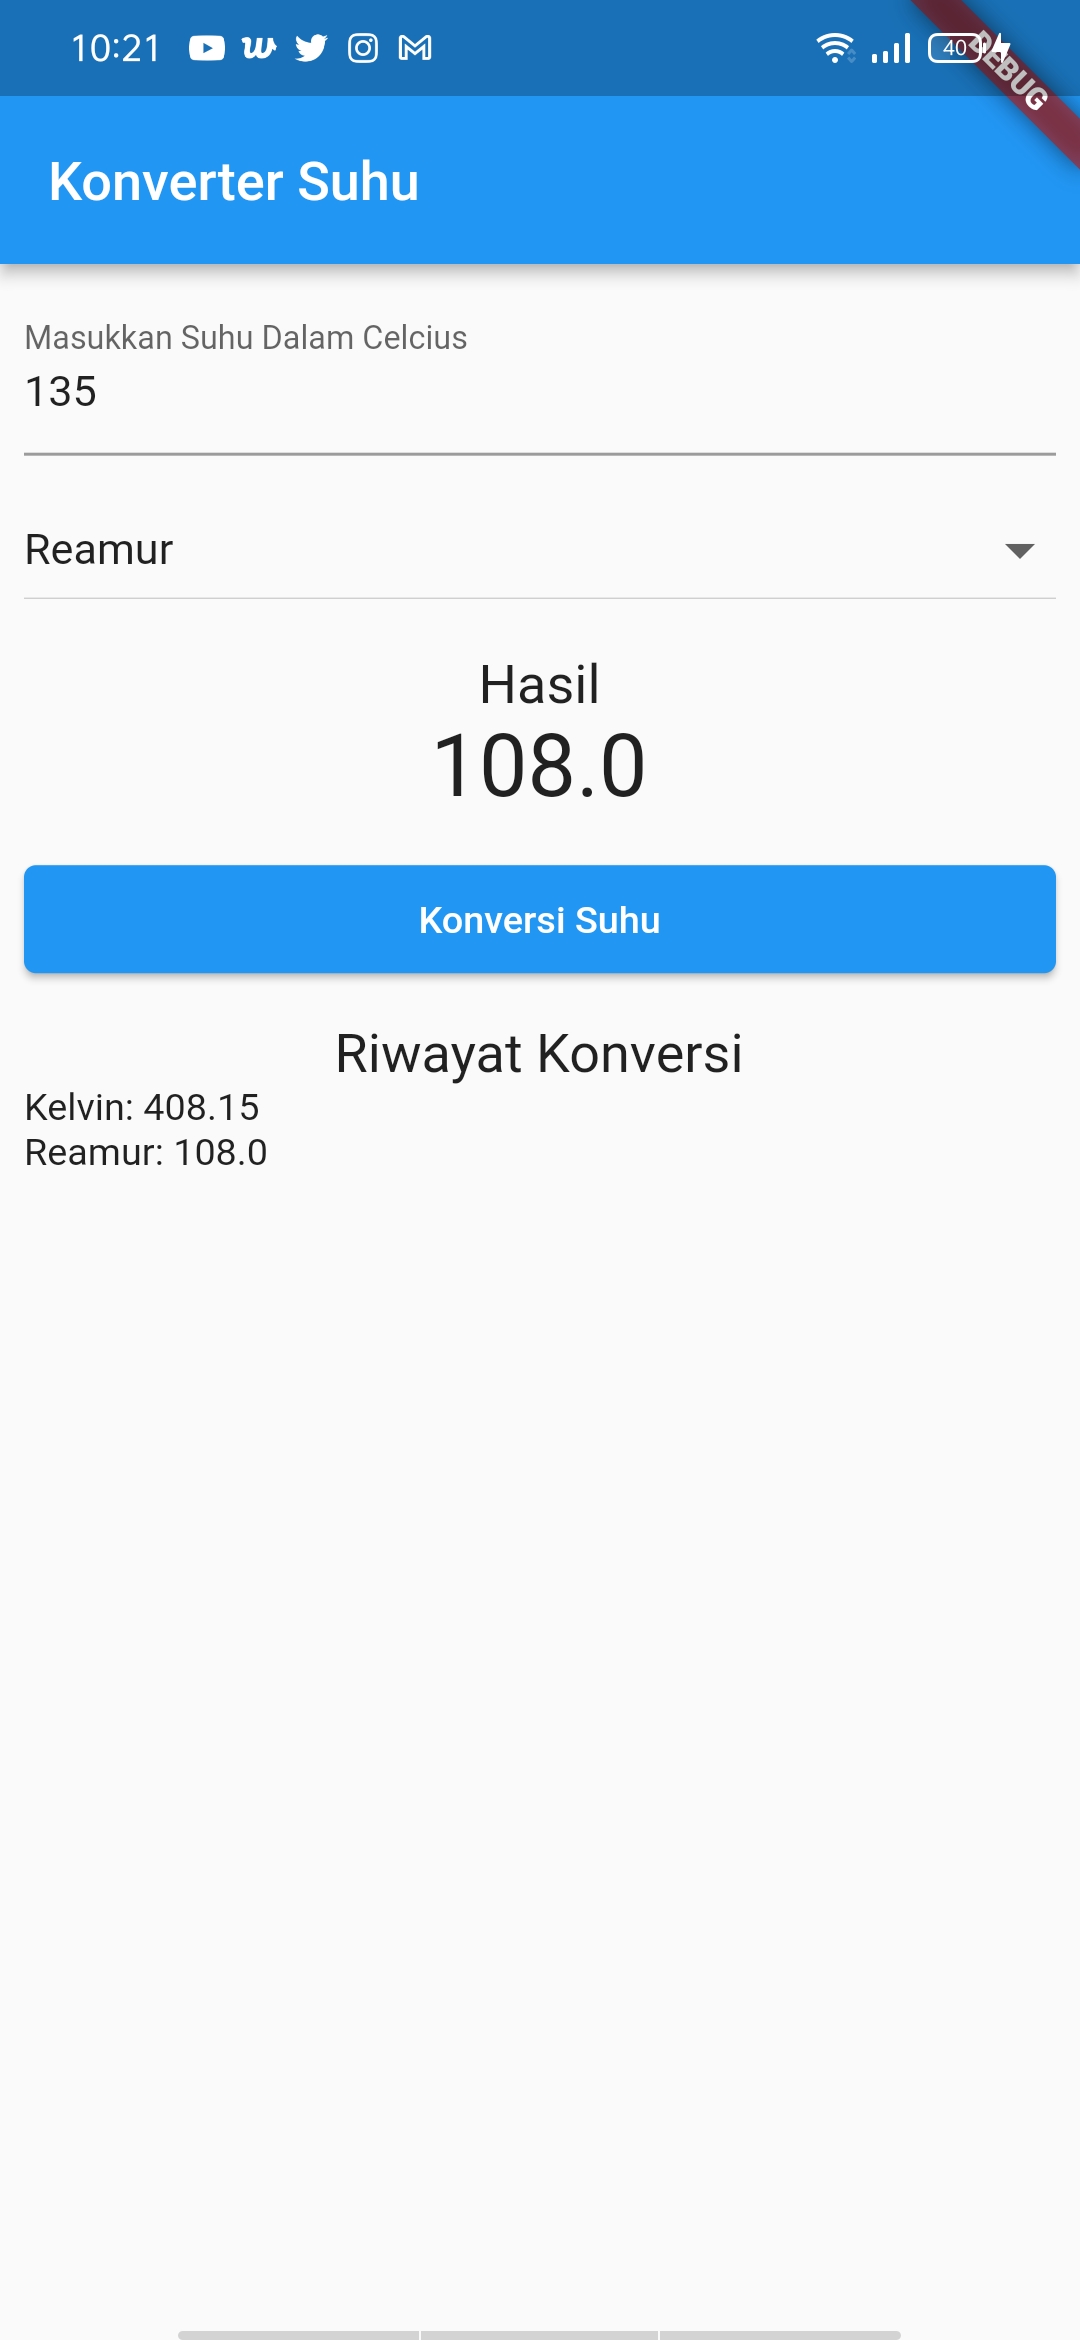 10:21
40
DEBUG
Konverter Suhu
Masukkan Suhu Dalam Celcius
135
Reamur
Hasil
108.0
Konversi Suhu
Riwayat Konversi
Kelvin: 408.15
Reamur: 108.0